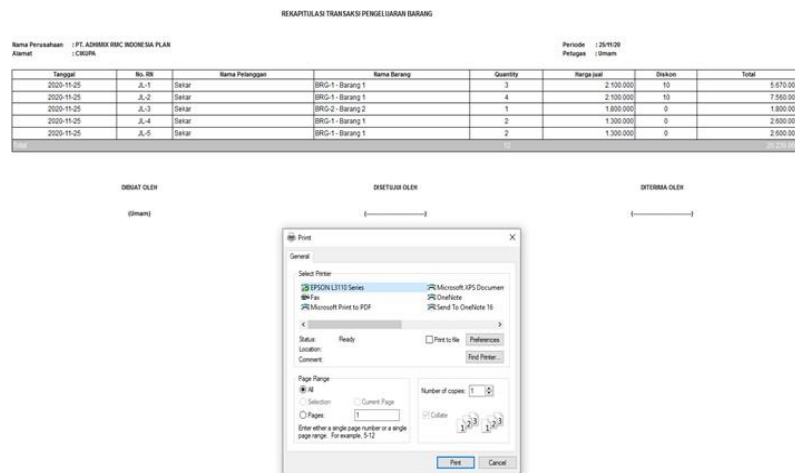 REKAPITULASI TRANSAKSI PENGELUARAN BARANG
Nama Perusahaan : PT. ADHIMIX RMC INDONESIA PLAN Periode : 25/11/20
Alamat : CIKUPA Petugas : Umam
Tanggal No. RN Nama Pelanggan Nama Barang Quantity Harga jual Diskon Total
2020-11-25 JL-1 Sekar BRG-1 - Barang 1 3 2.100.000 10 5.670.00
2020-11-25 JL-2 Sekar BRG-1 - Barang 1 4 2.100.000 10 7.560.00
2020-11-25 JL-3 Sekar BRG-2 - Barang 2 1 1.800.000 0 1.800.00
2020-11-25 JL-4 Sekar BRG-1 - Barang 1 2 1.300.000 0 2.600.00
2020-11-25 JL-5 Sekar BRG-1 - Barang 1 2 1.300.000 0 2.600.00
Total 12
DIBUAT OLEH DISETUJUI OLEH DITERIMA OLEH
(Umam)
Print
General
Select Printer
EPSON L3110 Series Microsoft XPS Documen
Fax OneNote
Microsoft Print to PDF Send To OneNote 16
Status: Ready Print to file Preferences
Location:
Comment: Find Printer...
Page Range
All Number of copies: 1
Selection Current Page
Pages: 1 Collate
Enter either a single page number or a single
page range. For example, 5-12
1 2 3 1 2 3
Print Cancel